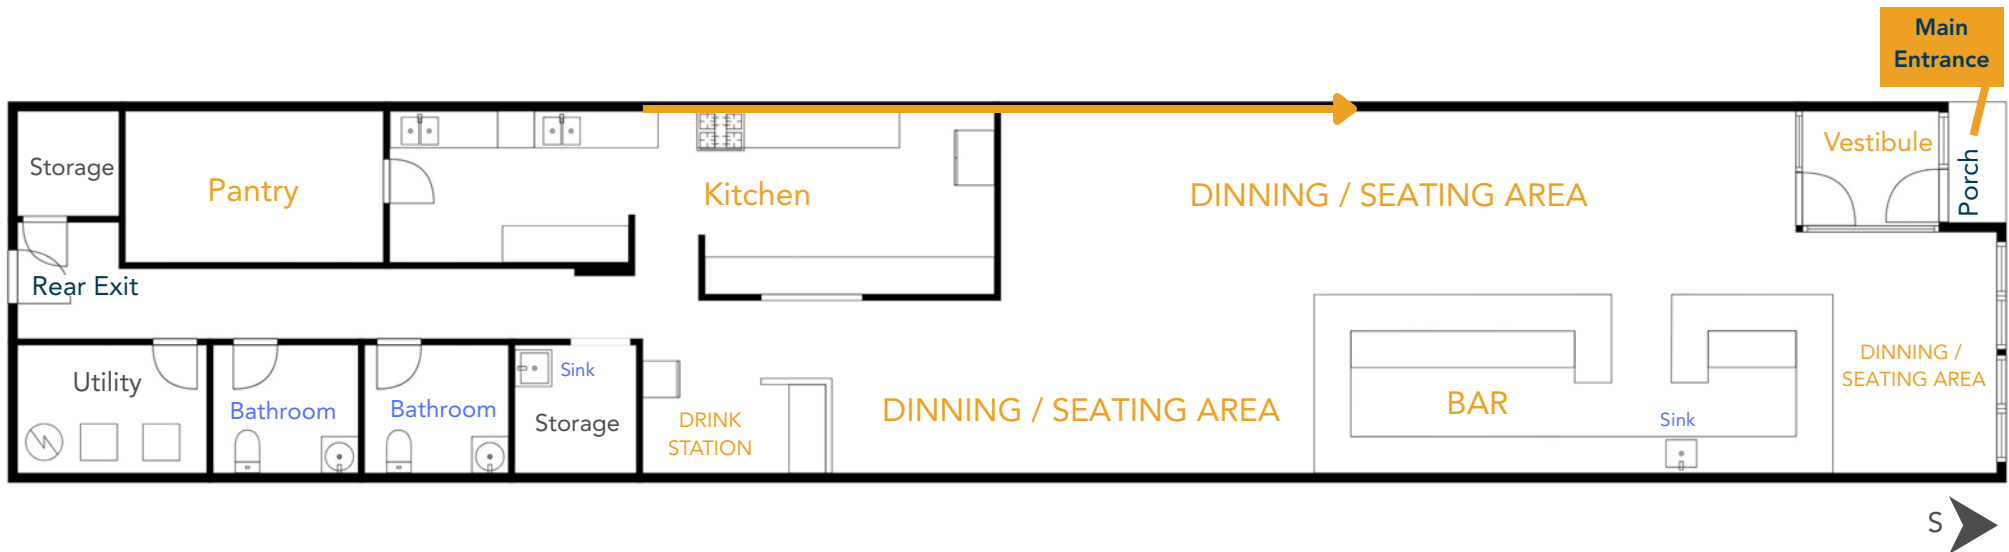 Main
Entrance
Storage
Pantry
Kitchen
DINNING / SEATING AREA
Vestibule
Porch
Rear Exit
Utility
Bathroom
Bathroom
Sink
Storage
DRINK
STATION
DINNING / SEATING AREA
BAR
Sink
DINNING /
SEATING AREA
S